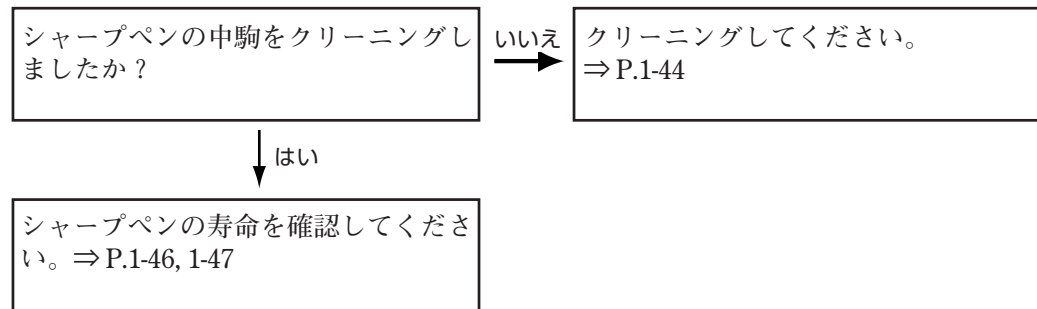 シャープペンの中駒をクリーニングし
ましたか？
いいえ
クリーニングしてください。
⇒ P.1-44
はい
シャープペンの寿命を確認してくださ
い。⇒ P.1-46, 1-47